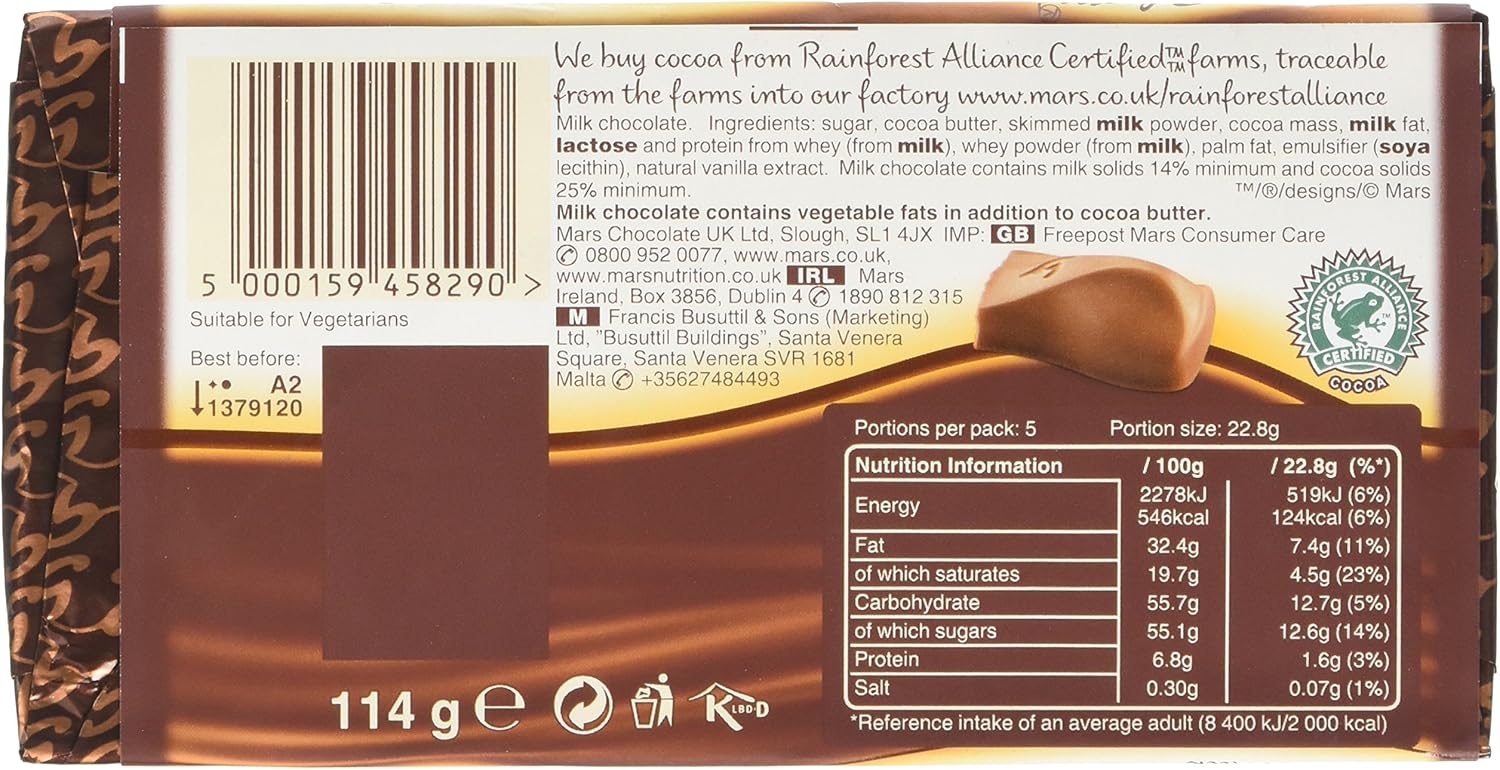 We buy cocoa from Rainforest Alliance Certified™ farms, traceable
TM
from the farms into our factory www.mars.co.uk/rainforestalliance
Milk chocolate. Ingredients: sugar, cocoa butter, skimmed milk powder, cocoa mass, milk fat,
lactose and protein from whey (from milk), whey powder (from milk), palm fat, emulsifier (soya
lecithin), natural vanilla extract. Milk chocolate contains milk solids 14% minimum and cocoa solids
25% minimum. ™/®/designs/© Mars
Milk chocolate contains vegetable fats in addition to cocoa butter.
Mars Chocolate UK Ltd, Slough, SL1 4JX IMP: GB Freepost Mars Consumer Care
✆ 0800 952 0077, www.mars.co.uk,
www.marsnutrition.co.uk IRL Mars
Ireland, Box 3856, Dublin 4 ✆ 1890 812 315
M Francis Busuttil & Sons (Marketing)
Ltd, "Busuttil Buildings", Santa Venera
Square, Santa Venera SVR 1681
Malta ✆ +35627484493
5 000159 458290 >
Suitable for Vegetarians
Best before:
A2
1379120
RAINFOREST ALLIANCE
TM
CERTIFIED
COCOA
Portions per pack: 5 Portion size: 22.8g
Nutrition Information / 100g / 22.8g (%*)
Energy 2278kJ 519kJ (6%)
546kcal 124kcal (6%)
Fat 32.4g 7.4g (11%)
of which saturates 19.7g 4.5g (23%)
Carbohydrate 55.7g 12.7g (5%)
of which sugars 55.1g 12.6g (14%)
Protein 6.8g 1.6g (3%)
Salt 0.30g 0.07g (1%)
*Reference intake of an average adult (8 400 kJ/2 000 kcal)
114 g e
K LBD-D